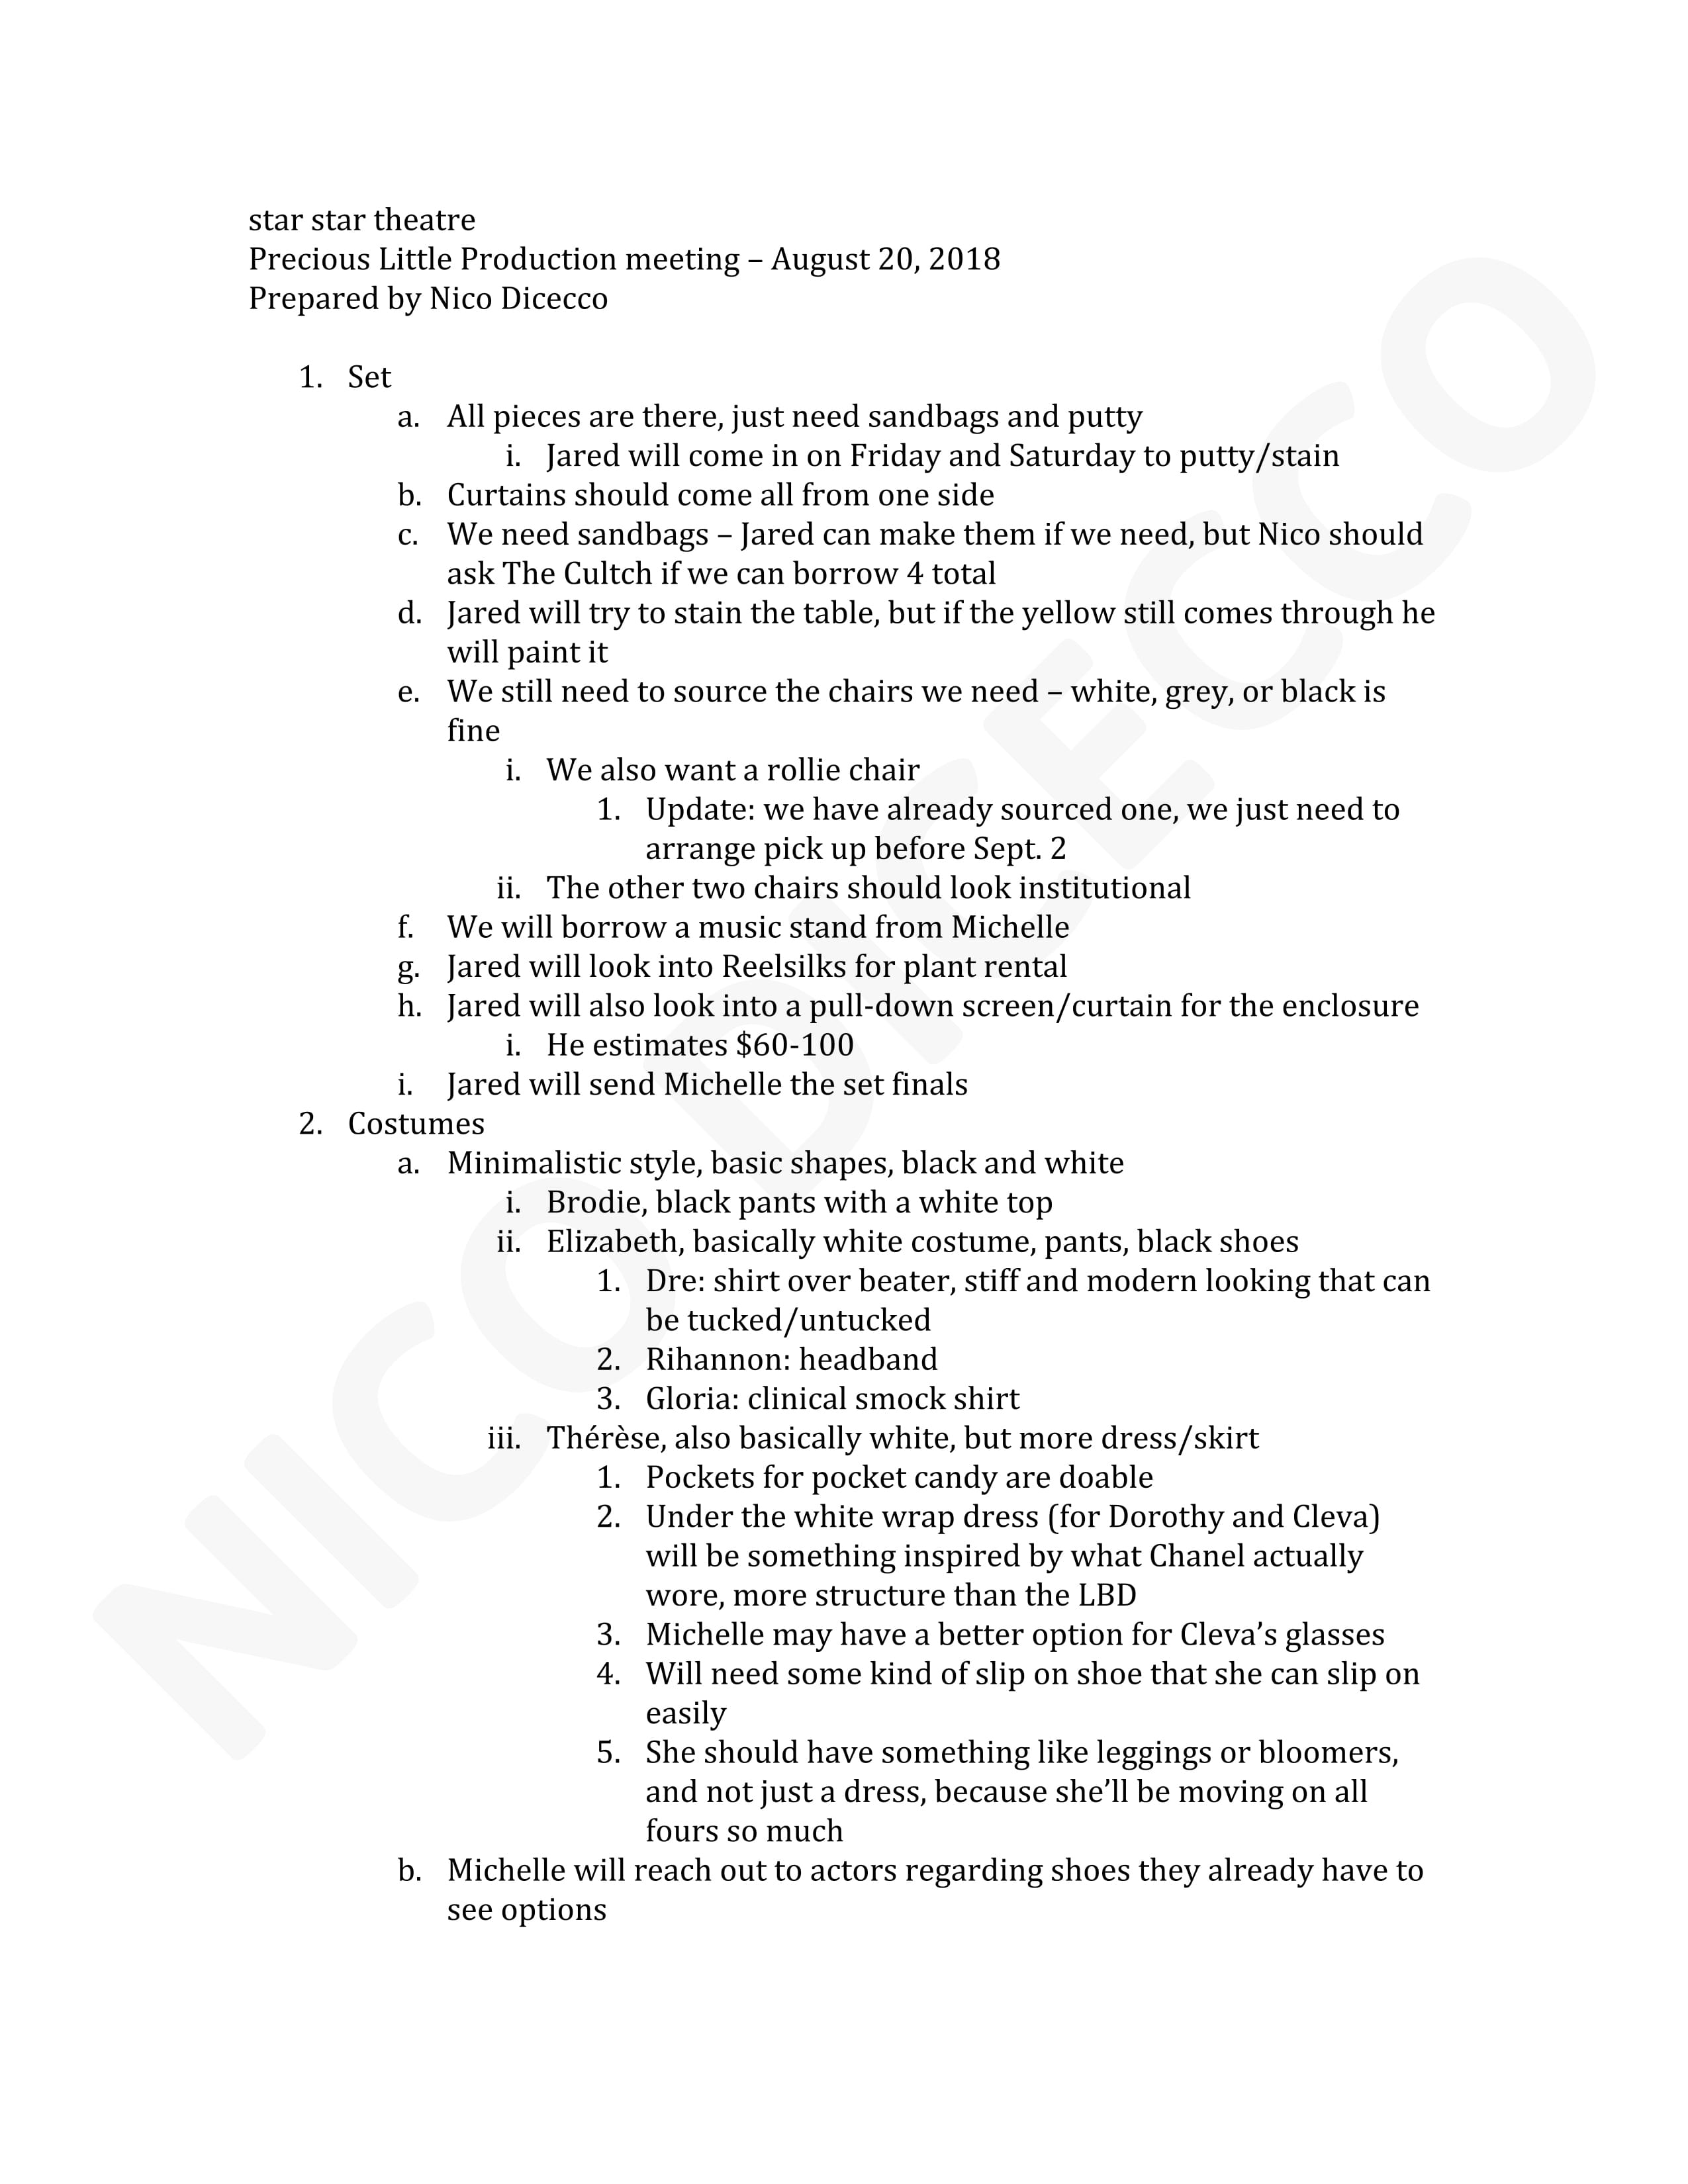 star star theatre
Precious Little Production meeting – August 20, 2018
Prepared by Nico Dicecco
1. Set
a. All pieces are there, just need sandbags and putty
i. Jared will come in on Friday and Saturday to putty/stain
b. Curtains should come all from one side
c. We need sandbags – Jared can make them if we need, but Nico should
ask The Cultch if we can borrow 4 total
d. Jared will try to stain the table, but if the yellow still comes through he
will paint it
e. We still need to source the chairs we need – white, grey, or black is
fine
i. We also want a rollie chair
1. Update: we have already sourced one, we just need to
arrange pick up before Sept. 2
ii. The other two chairs should look institutional
f. We will borrow a music stand from Michelle
g. Jared will look into Reelsilks for plant rental
h. Jared will also look into a pull-down screen/curtain for the enclosure
i. He estimates $60-100
i. Jared will send Michelle the set finals
2. Costumes
a. Minimalistic style, basic shapes, black and white
i. Brodie, black pants with a white top
ii. Elizabeth, basically white costume, pants, black shoes
1. Dre: shirt over beater, stiff and modern looking that can
be tucked/untucked
2. Rihannon: headband
3. Gloria: clinical smock shirt
iii. Thérèse, also basically white, but more dress/skirt
1. Pockets for pocket candy are doable
2. Under the white wrap dress (for Dorothy and Cleva)
will be something inspired by what Chanel actually
wore, more structure than the LBD
3. Michelle may have a better option for Cleva’s glasses
4. Will need some kind of slip on shoe that she can slip on
easily
5. She should have something like leggings or bloomers,
and not just a dress, because she’ll be moving on all
fours so much
b. Michelle will reach out to actors regarding shoes they already have to
see options
NICO DICECCO